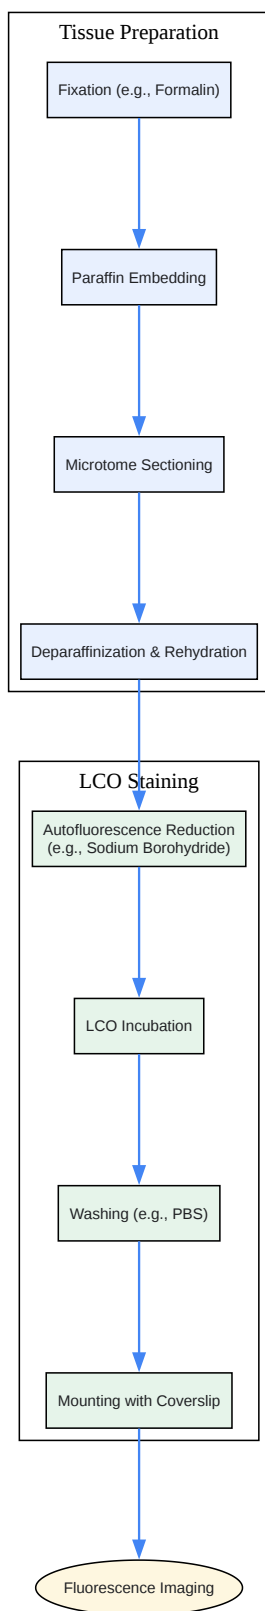 Tissue Preparation
Fixation (e.g., Formalin)
Paraffin Embedding
Microtome Sectioning
Deparaffinization & Rehydration
LCO Staining
Autofluorescence Reduction
(e.g., Sodium Borohydride)
LCO Incubation
Washing (e.g., PBS)
Mounting with Coverslip
Fluorescence Imaging